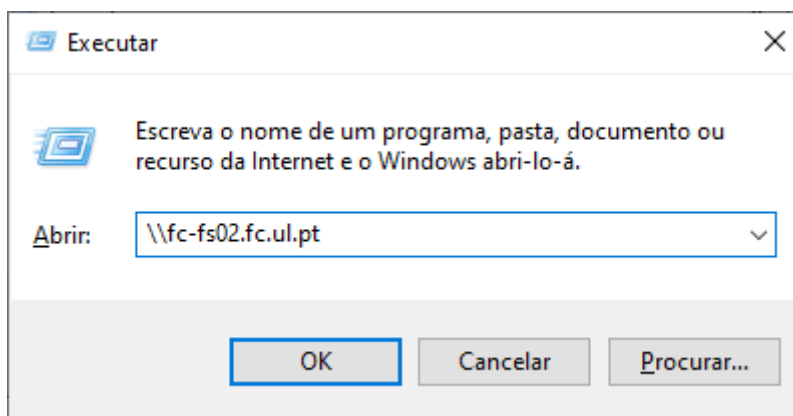 Executar
Escreva o nome de um programa, pasta, documento ou
recurso da Internet e o Windows abri-lo-á.
Abrir: \\fc-fs02.fc.ul.pt
OK Cancelar Procurar...